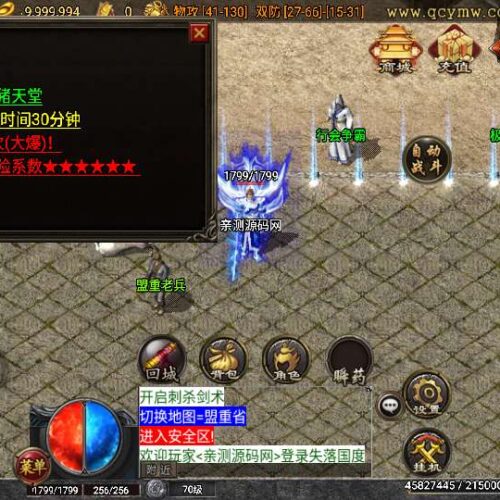 9,999,994 0 物攻 [41-130] 双防 [27-66]-[15-31] www.qcymw.co
商城
充值
猪天堂
时间30分钟
(大爆)!
险系数★★★★★★
行会争霸
自动
战斗
1799/1799
亲测源码网
盟重老兵
回城
背包
角色
瞬药
设置
开启刺杀剑术
切换地图=盟重省
进入安全区!
欢迎玩家<亲测源码网>登录失落国度
挂机
菜单
附近
1799/1799 256/256 70级 45827445 / 215000